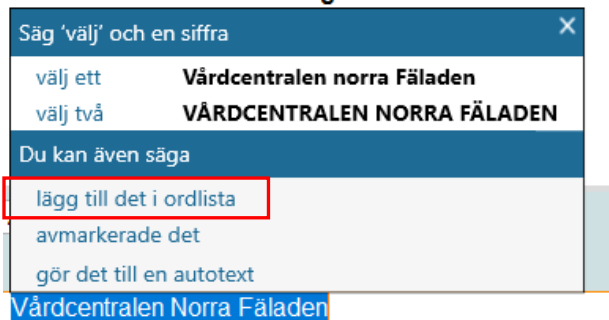 Säg ‘välj’ och en siffra
välj ett Vårdcentralen norra Fäladen
välj två VÅRDCENTRALEN NORRA FÄLADEN
Du kan även säga
lägg till det i ordlista
avmarkerade det
gör det till en autotext
Vårdcentralen Norra Fäladen